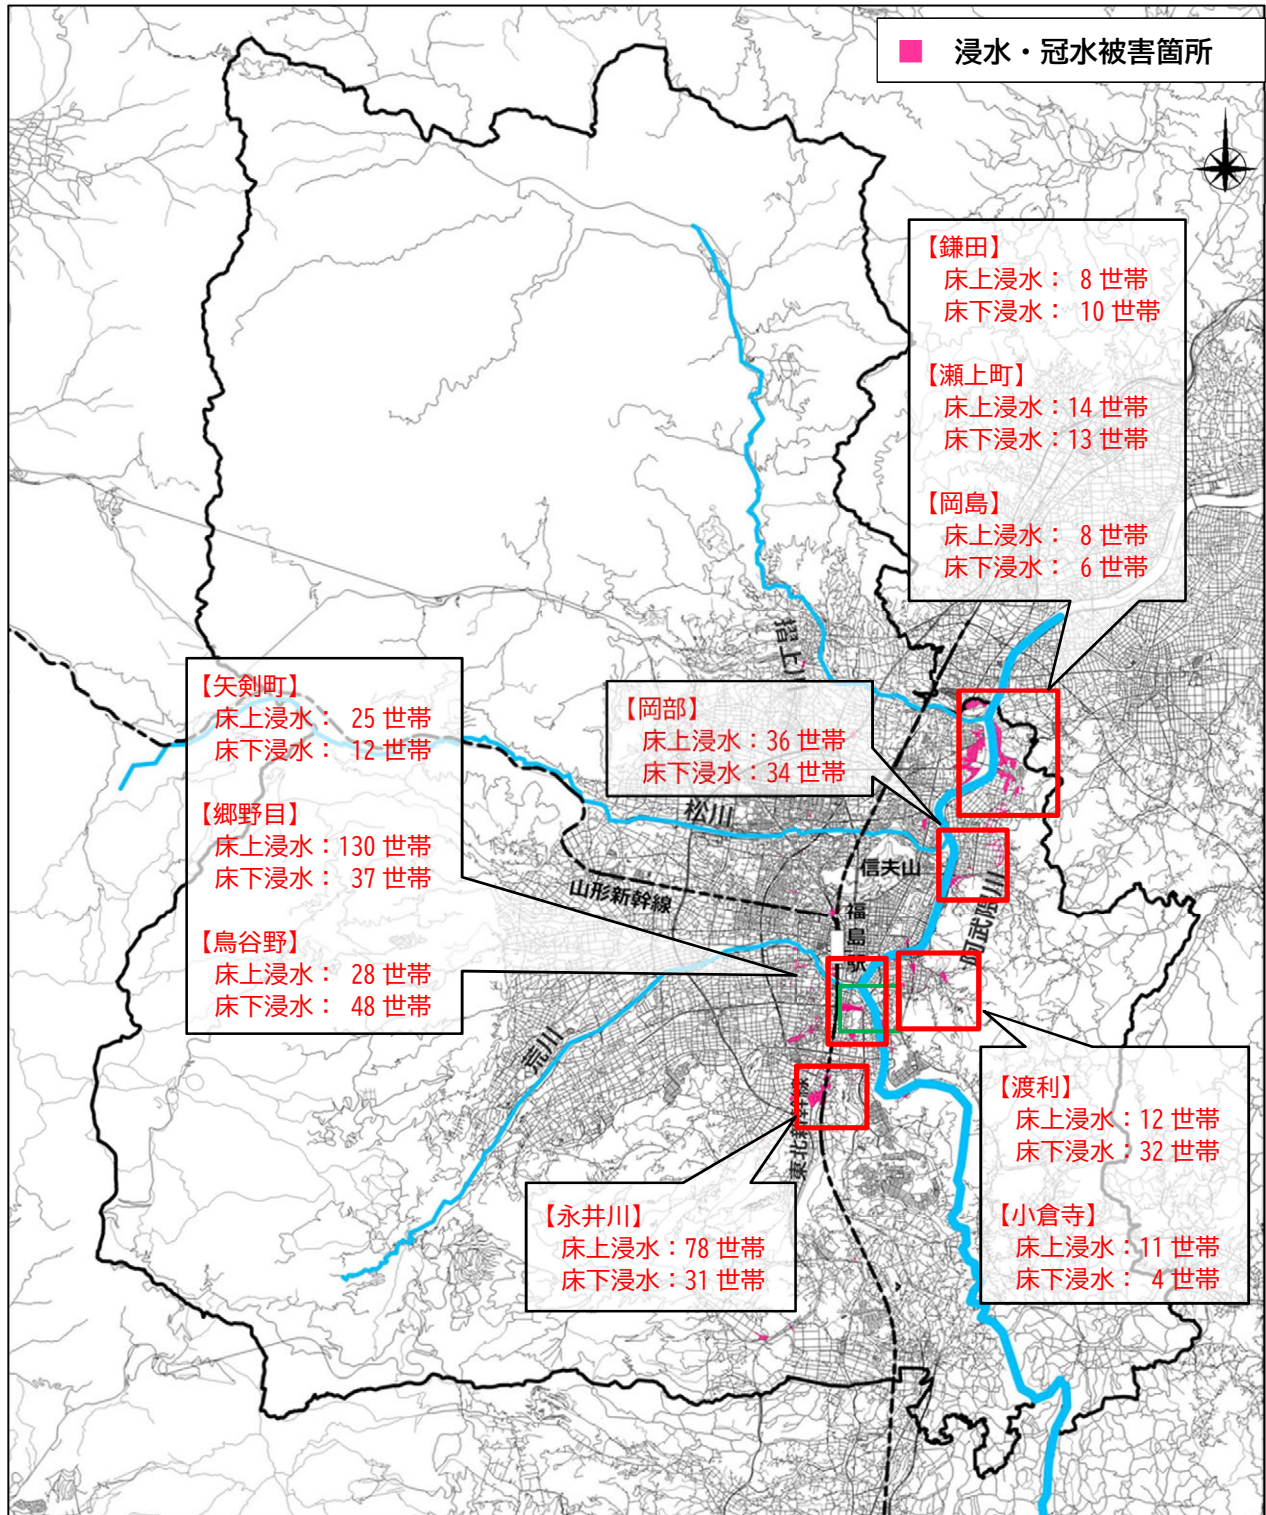 浸水・冠水被害箇所
【鎌田】
床上浸水： 8 世帯
床下浸水： 10 世帯
【瀬上町】
床上浸水：14 世帯
床下浸水：13 世帯
【岡島】
床上浸水： 8 世帯
床下浸水： 6 世帯
摺上川
【矢剣町】
床上浸水： 25 世帯
床下浸水： 12 世帯
【郷野目】
床上浸水：130 世帯
床下浸水： 37 世帯
【鳥谷野】
床上浸水： 28 世帯
床下浸水： 48 世帯
【岡部】
床上浸水：36 世帯
床下浸水：34 世帯
松川
信夫山
山形新幹線
福島駅
阿武隈川
荒川
東北新幹線
【渡利】
床上浸水：12 世帯
床下浸水：32 世帯
【小倉寺】
床上浸水：11 世帯
床下浸水： 4 世帯
【永井川】
床上浸水：78 世帯
床下浸水：31 世帯